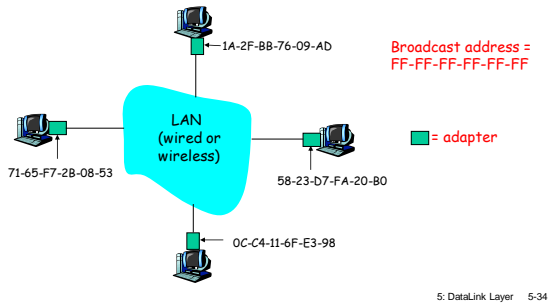 1A-2F-BB-76-09-AD
Broadcast address =
FF-FF-FF-FF-FF-FF
LAN
(wired or
wireless)
= adapter
71-65-F7-2B-08-53
58-23-D7-FA-20-B0
0C-C4-11-6F-E3-98
5: DataLink Layer 5-34